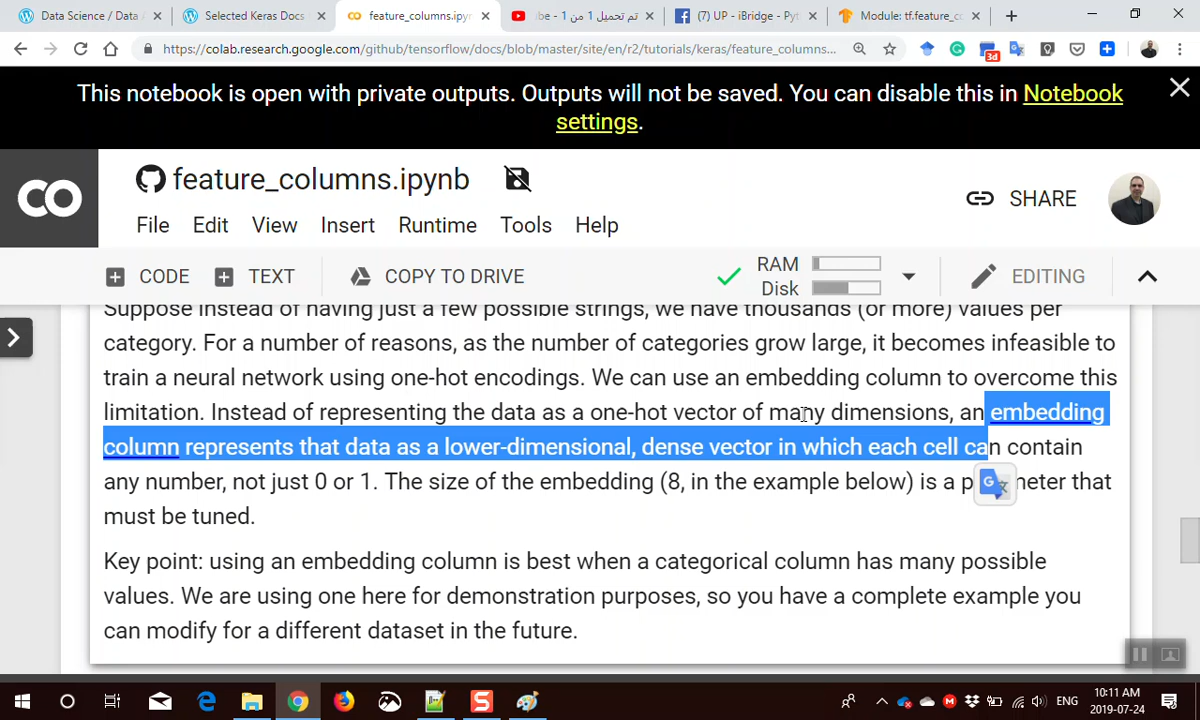 Data Science / Data A
Selected Keras Docs
feature_columns.ipyn
تم تحميل 1 من 1 - ube
(7) UP - iBridge - Pyt
Module: tf.feature_co
https://colab.research.google.com/github/tensorflow/docs/blob/master/site/en/r2/tutorials/keras/feature_columns...
3d
This notebook is open with private outputs. Outputs will not be saved. You can disable this in Notebook
settings.
CO
feature_columns.ipynb
SHARE
File Edit View Insert Runtime Tools Help
CODE TEXT COPY TO DRIVE
RAM
Disk
EDITING
Suppose instead of having just a few possible strings, we have thousands (or more) values per
category. For a number of reasons, as the number of categories grow large, it becomes infeasible to
train a neural network using one-hot encodings. We can use an embedding column to overcome this
limitation. Instead of representing the data as a one-hot vector of many dimensions, an embedding
column represents that data as a lower-dimensional, dense vector in which each cell can contain
any number, not just 0 or 1. The size of the embedding (8, in the example below) is a p meter that
must be tuned.
Key point: using an embedding column is best when a categorical column has many possible
values. We are using one here for demonstration purposes, so you have a complete example you
can modify for a different dataset in the future.
ENG
10:11 AM
2019-07-24